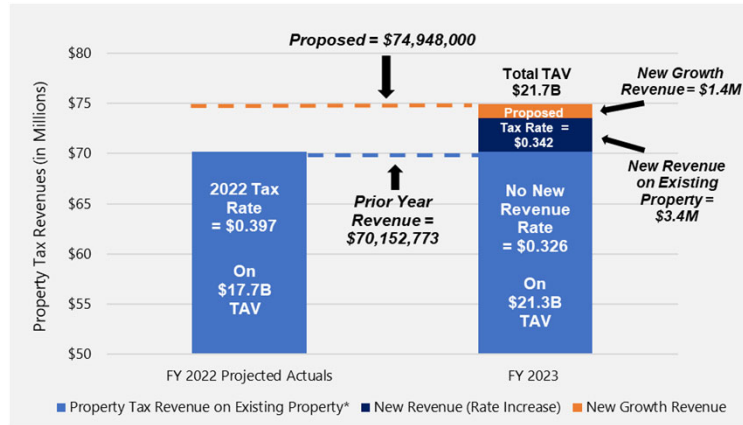 Proposed = $74,948,000
Total TAV
$21.7B
New Growth
Revenue = $1.4M
Proposed
Tax Rate =
$0.342
New Revenue
on Existing
Property =
$3.4M
Property Tax Revenues (in Millions)
$80
$75
$70
$65
$60
$55
$50
2022 Tax
Rate
= $0.397
On
$17.7B
TAV
Prior Year
Revenue =
$70,152,773
No New
Revenue
Rate
= $0.326
On
$21.3B
TAV
FY 2022 Projected Actuals
FY 2023
Property Tax Revenue on Existing Property*
New Revenue (Rate Increase)
New Growth Revenue